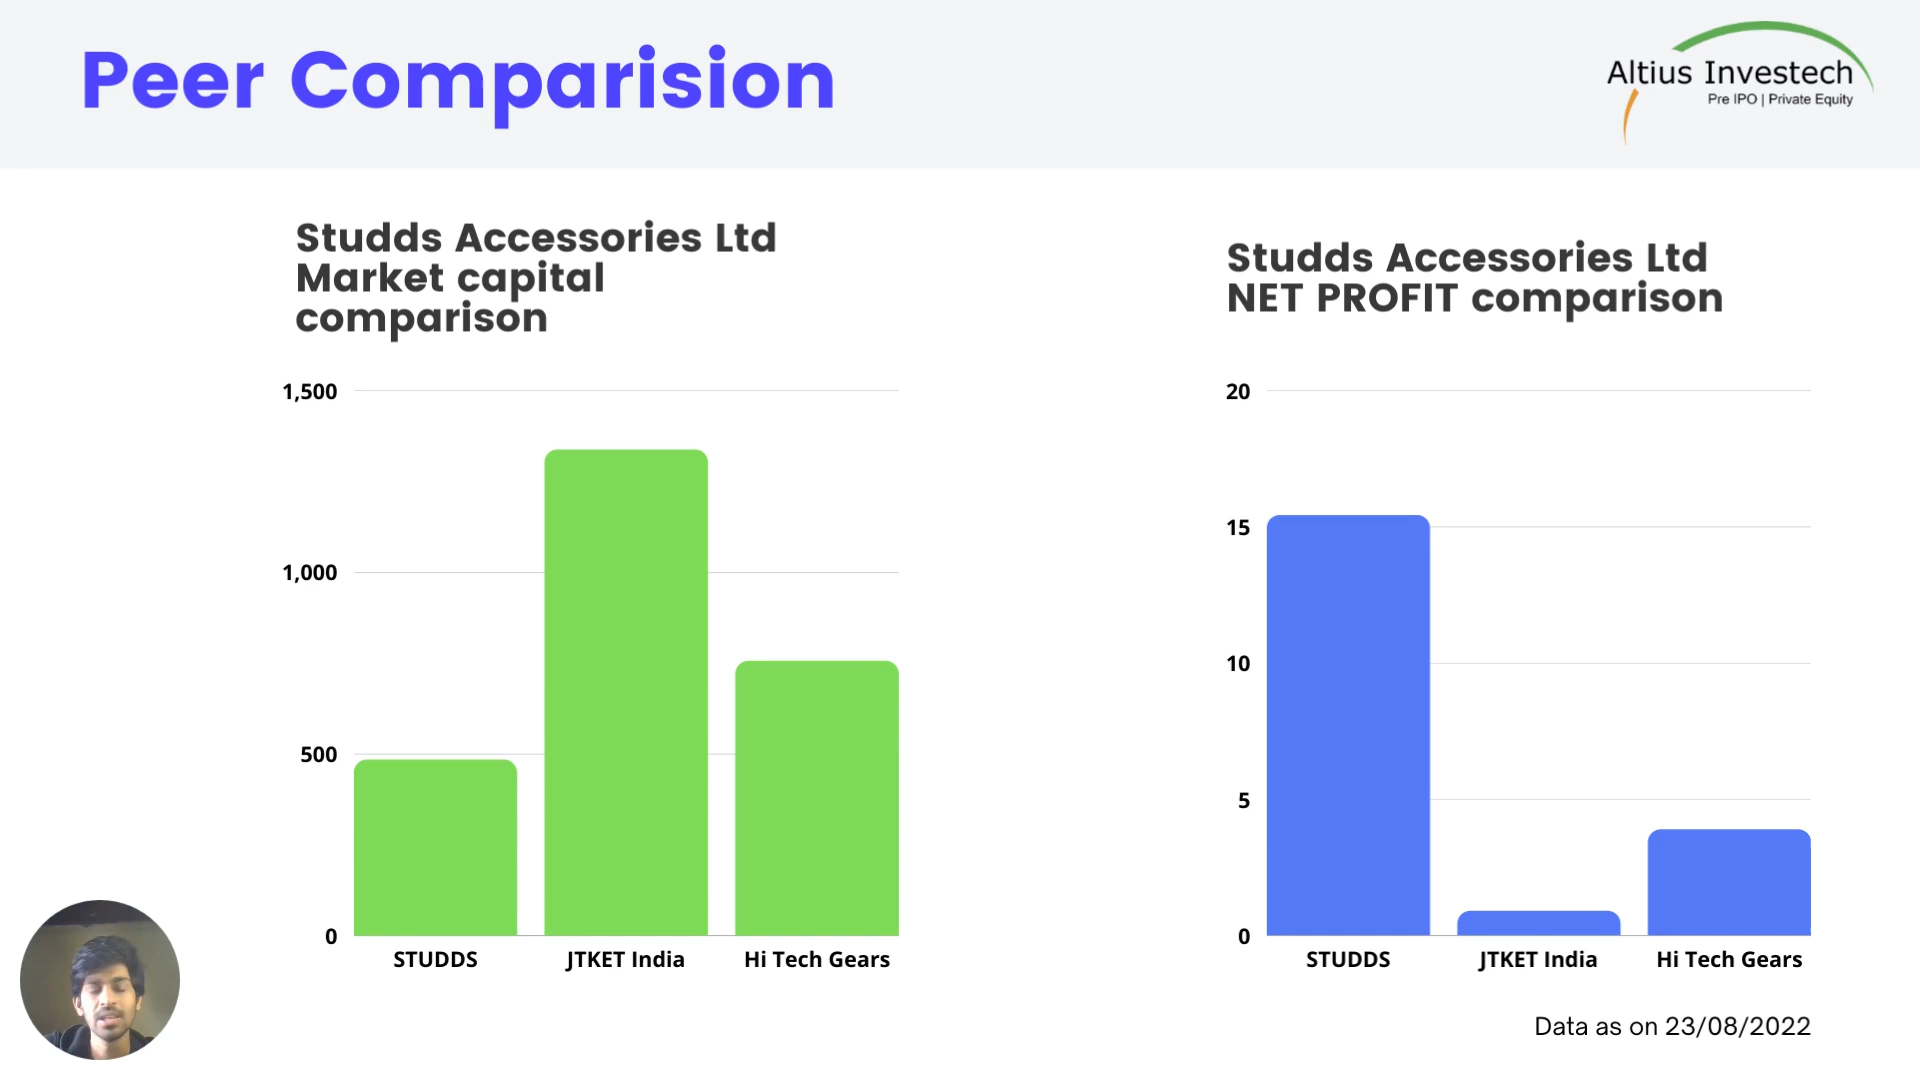 Peer Comparision
Altius Investech
Pre IPO | Private Equity
Studds Accessories Ltd
Market capital
comparison
1,500
1,000
500
0
STUDDS
JTKET India
Hi Tech Gears
Studds Accessories Ltd
NET PROFIT comparison
20
15
10
5
0
STUDDS
JTKET India
Hi Tech Gears
Data as on 23/08/2022